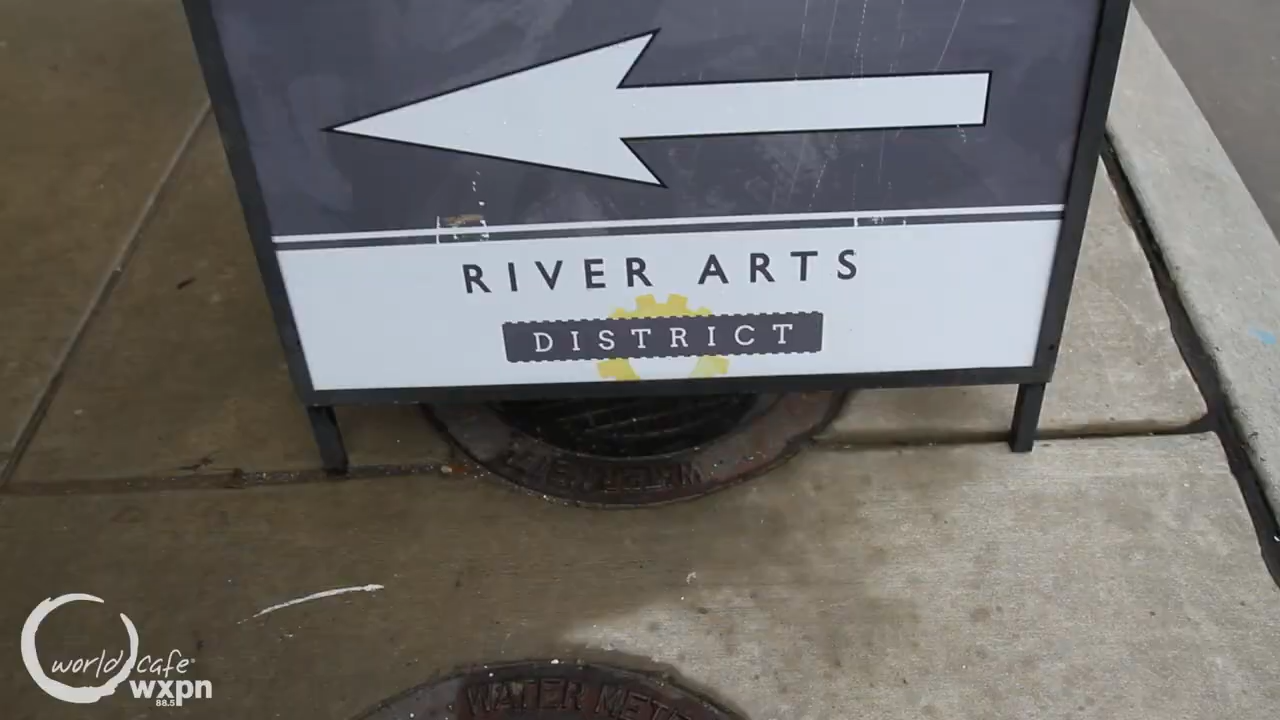 RIVER ARTS
DISTRICT
world cafe
wxpn
88.5
WATER METER